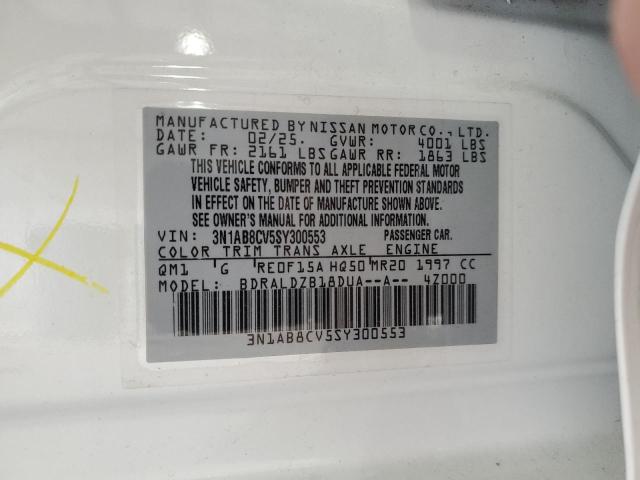 MANUFACTURED BY NISSAN MOTOR CO., LTD.
DATE: 02/25. GVWR: 4001 LBS
GAWR FR: 2161 LBS GAWR RR: 1863 LBS
THIS VEHICLE CONFORMS TO ALL APPLICABLE FEDERAL MOTOR
VEHICLE SAFETY, BUMPER AND THEFT PREVENTION STANDARDS
IN EFFECT ON THE DATE OF MANUFACTURE SHOWN ABOVE.
SEE OWNER'S MANUAL FOR ADDITIONAL INFORMATION.
VIN: 3N1AB8CV5SY300553 PASSENGER CAR.
COLOR TRIM TRANS AXLE ENGINE
QM1 G RE0F15A HQ50 MR20 1997 CC
MODEL: BDRALDZB18DUA--A-- 4Z000
3N1AB8CV5SY300553